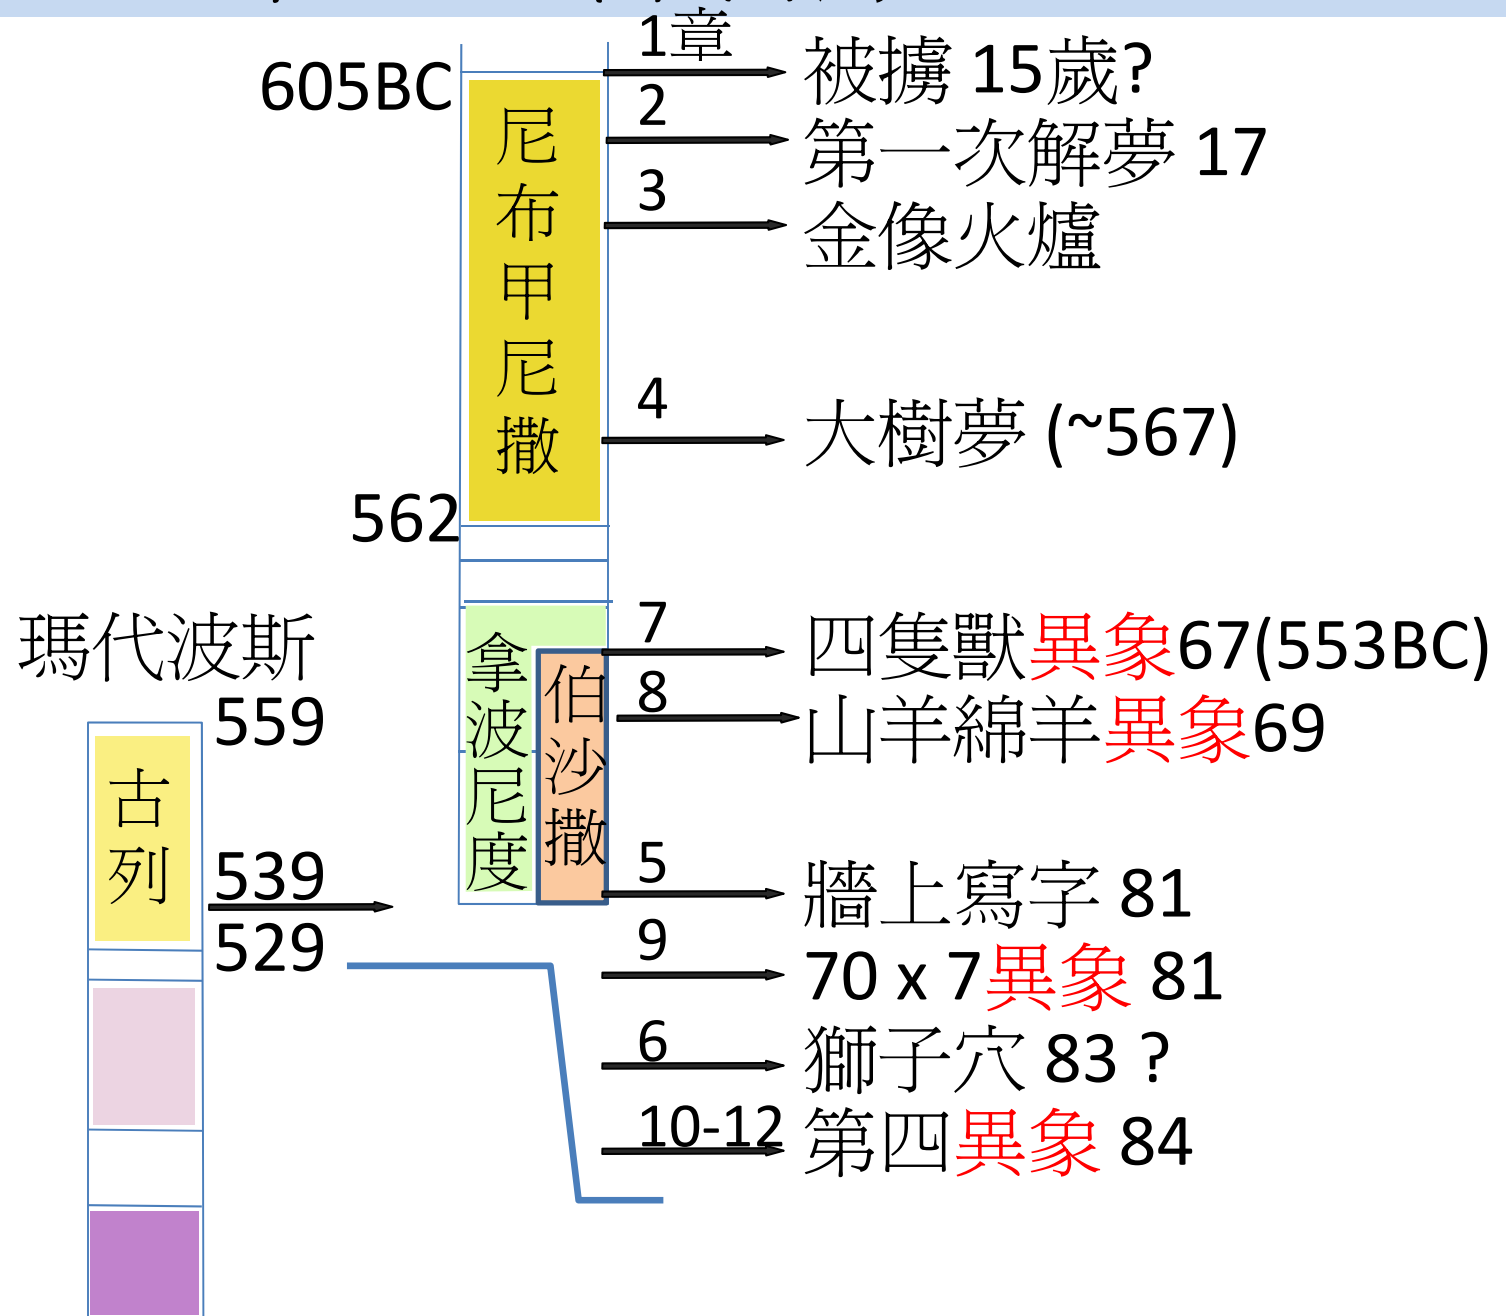 1章
605BC
被擄 15歲?
2
第一次解夢 17
3
金像火爐
尼布甲尼撒
4
大樹夢 (~567)
562
瑪代波斯
7
四隻獸異象67(553BC)
8
山羊綿羊異象69
559
拿波尼度
伯沙撒
古列
539
5
牆上寫字 81
529
9
70 x 7異象 81
6
獅子穴 83 ?
10-12
第四異象 84